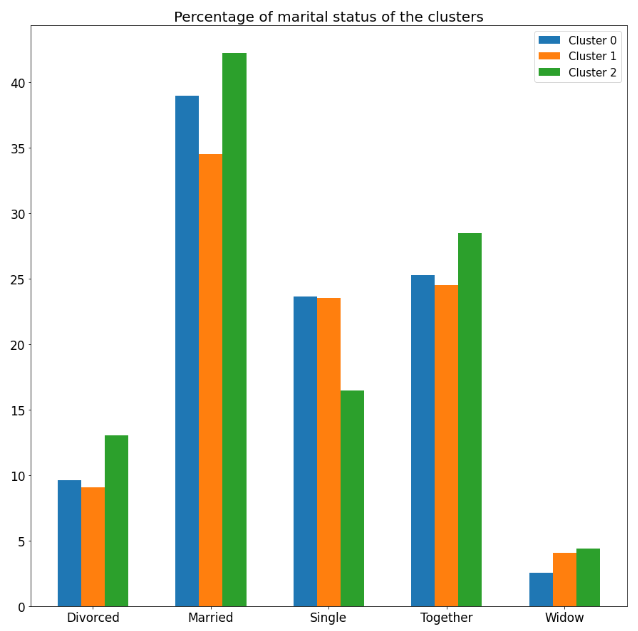 Percentage of marital status of the clusters
Cluster 0
Cluster 1
Cluster 2
40
35
30
25
20
15
10
5
0
Divorced Married Single Together Widow